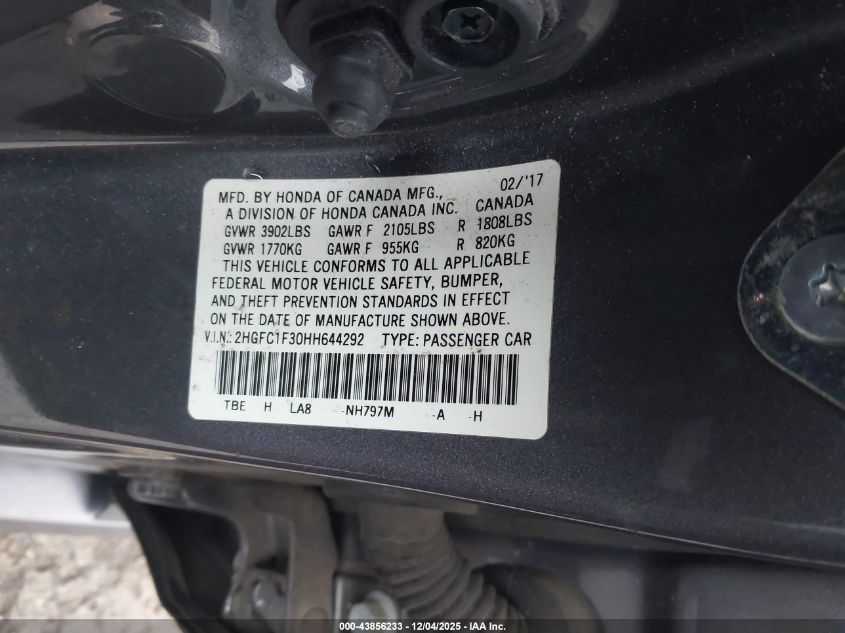 MFD. BY HONDA OF CANADA MFG., 02/'17
A DIVISION OF HONDA CANADA INC. CANADA
GVWR 3902LBS GAWR F 2105LBS R 1808LBS
GVWR 1770KG GAWR F 955KG R 820KG
THIS VEHICLE CONFORMS TO ALL APPLICABLE
FEDERAL MOTOR VEHICLE SAFETY, BUMPER,
AND THEFT PREVENTION STANDARDS IN EFFECT
ON THE DATE OF MANUFACTURE SHOWN ABOVE.
V.I.N.: 2HGFC1F30HH644292 TYPE: PASSENGER CAR
TBE H LA8 -NH797M -A -H
000-43856233 - 12/04/2025 - IAA Inc.